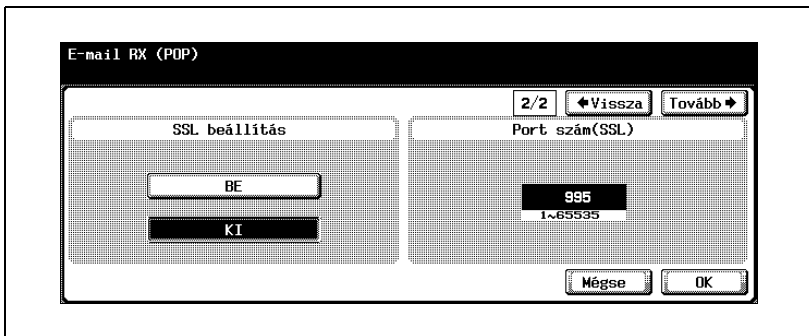 E-mail RX (POP)
2/2 Vissza Tovább
SSL beállítás
Port szám(SSL)
BE
KI
995
1~65535
Mégse OK